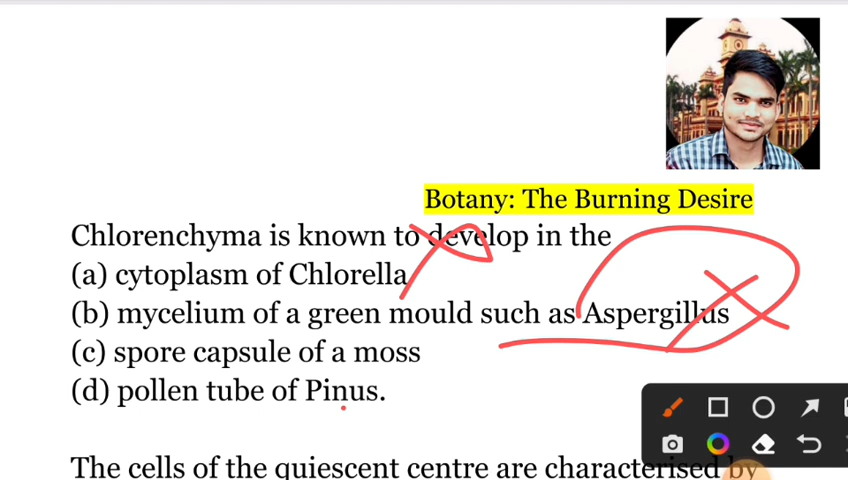 Botany: The Burning Desire
Chlorenchyma is known to develop in the
(a) cytoplasm of Chlorella
(b) mycelium of a green mould such as Aspergillus
(c) spore capsule of a moss
(d) pollen tube of Pinus.
The cells of the quiescent centre are characterised by